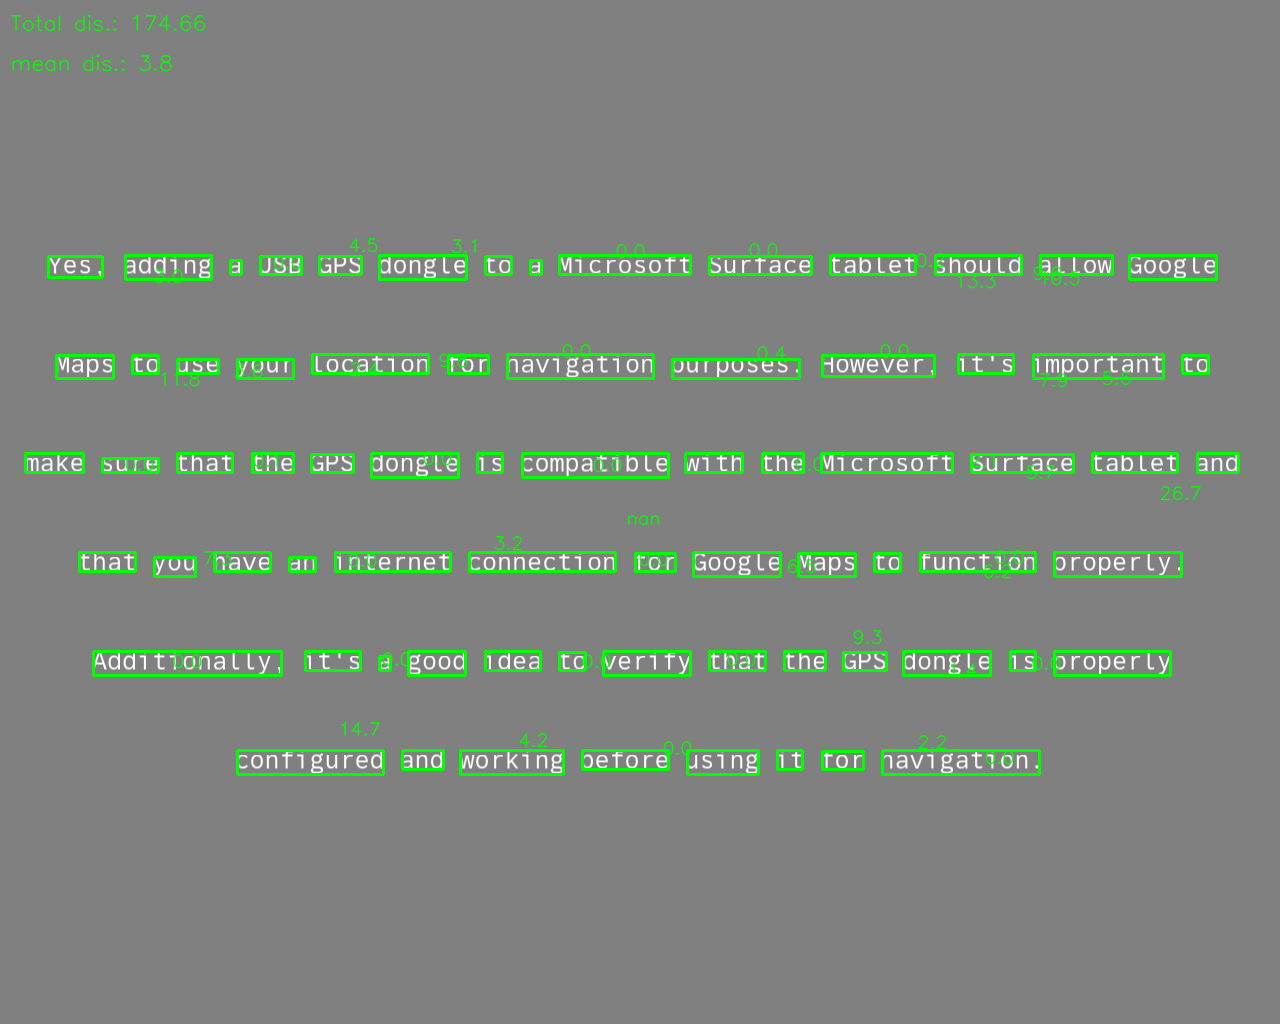 Total dis.: 174.66
mean dis.: 3.8
4.5 3.1 0.0 0.0
Yes, adding a USB GPS dongle to a Microsoft Surface tablet should allow Google
13.3
0.0 0.4 0.0
Maps to use your location for navigation purposes. However, it's important to
11.8 7.9 5.6
make sure that the GPS dongle is compatible with the Microsoft Surface tablet and
26.7
nan
3.2
that you have an internet connection for Google Maps to function properly.
9.3
Additionally, it's a good idea to verify that the GPS dongle is properly
14.7 4.2 0.0 2.2
configured and working before using it for navigation.